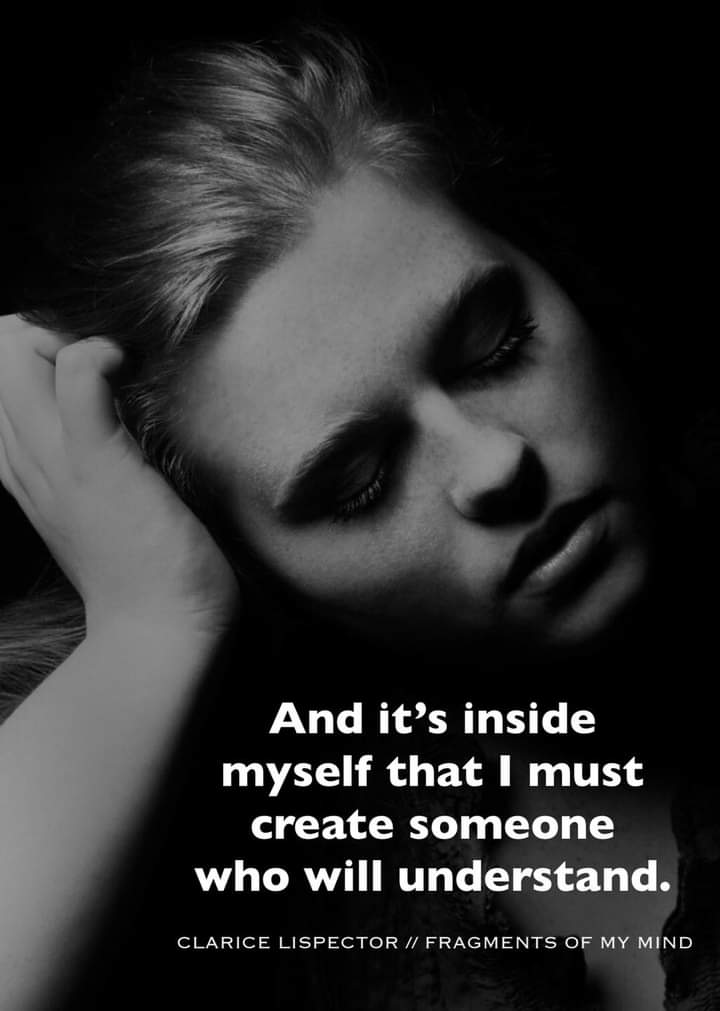 And it’s inside
myself that I must
create someone
who will understand.
CLARICE LISPECTOR // FRAGMENTS OF MY MIND